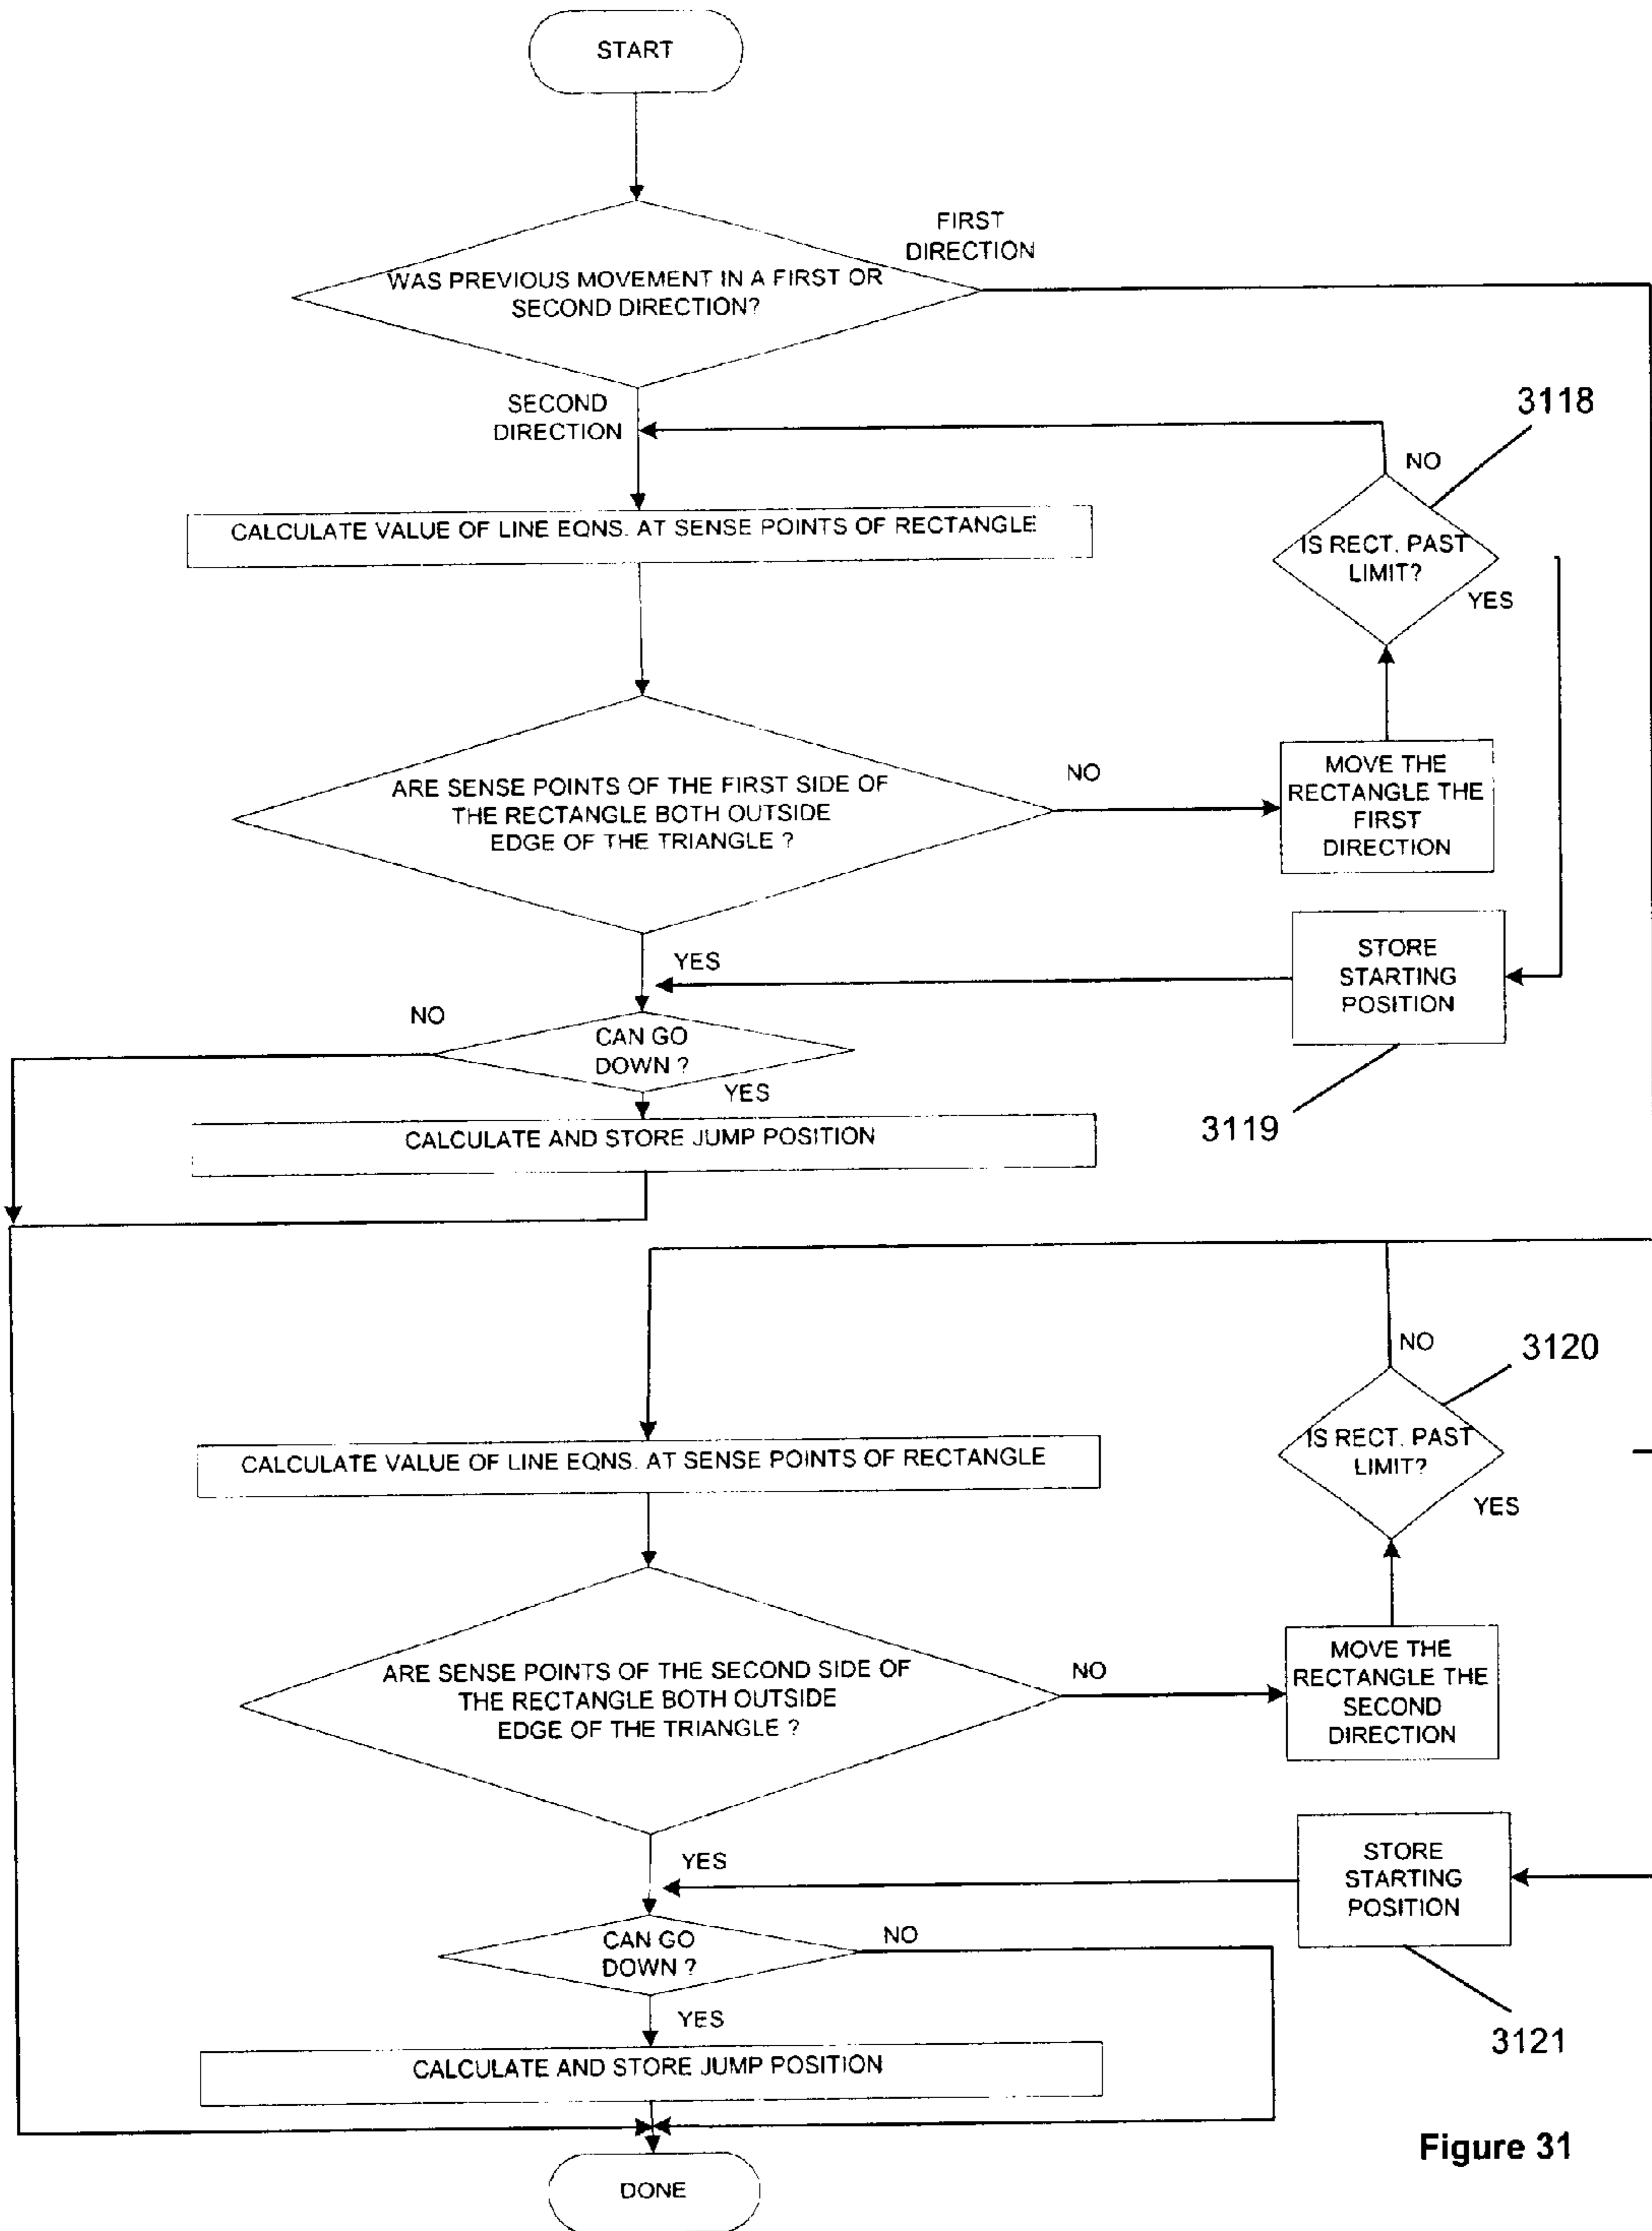 START
FIRST
DIRECTION
WAS PREVIOUS MOVEMENT IN A FIRST OR
SECOND DIRECTION?
SECOND
DIRECTION
3118
NO
CALCULATE VALUE OF LINE EQNS. AT SENSE POINTS OF RECTANGLE
IS RECT. PAST
LIMIT?
YES
ARE SENSE POINTS OF THE FIRST SIDE OF
THE RECTANGLE BOTH OUTSIDE
EDGE OF THE TRIANGLE ?
NO
MOVE THE
RECTANGLE THE
FIRST
DIRECTION
YES
STORE
STARTING
POSITION
NO
CAN GO
DOWN ?
YES
3119
CALCULATE AND STORE JUMP POSITION
NO
3120
IS RECT. PAST
LIMIT?
YES
CALCULATE VALUE OF LINE EQNS. AT SENSE POINTS OF RECTANGLE
ARE SENSE POINTS OF THE SECOND SIDE OF
THE RECTANGLE BOTH OUTSIDE
EDGE OF THE TRIANGLE ?
NO
MOVE THE
RECTANGLE THE
SECOND
DIRECTION
YES
STORE
STARTING
POSITION
CAN GO
DOWN ?
NO
YES
3121
CALCULATE AND STORE JUMP POSITION
Figure 31
DONE